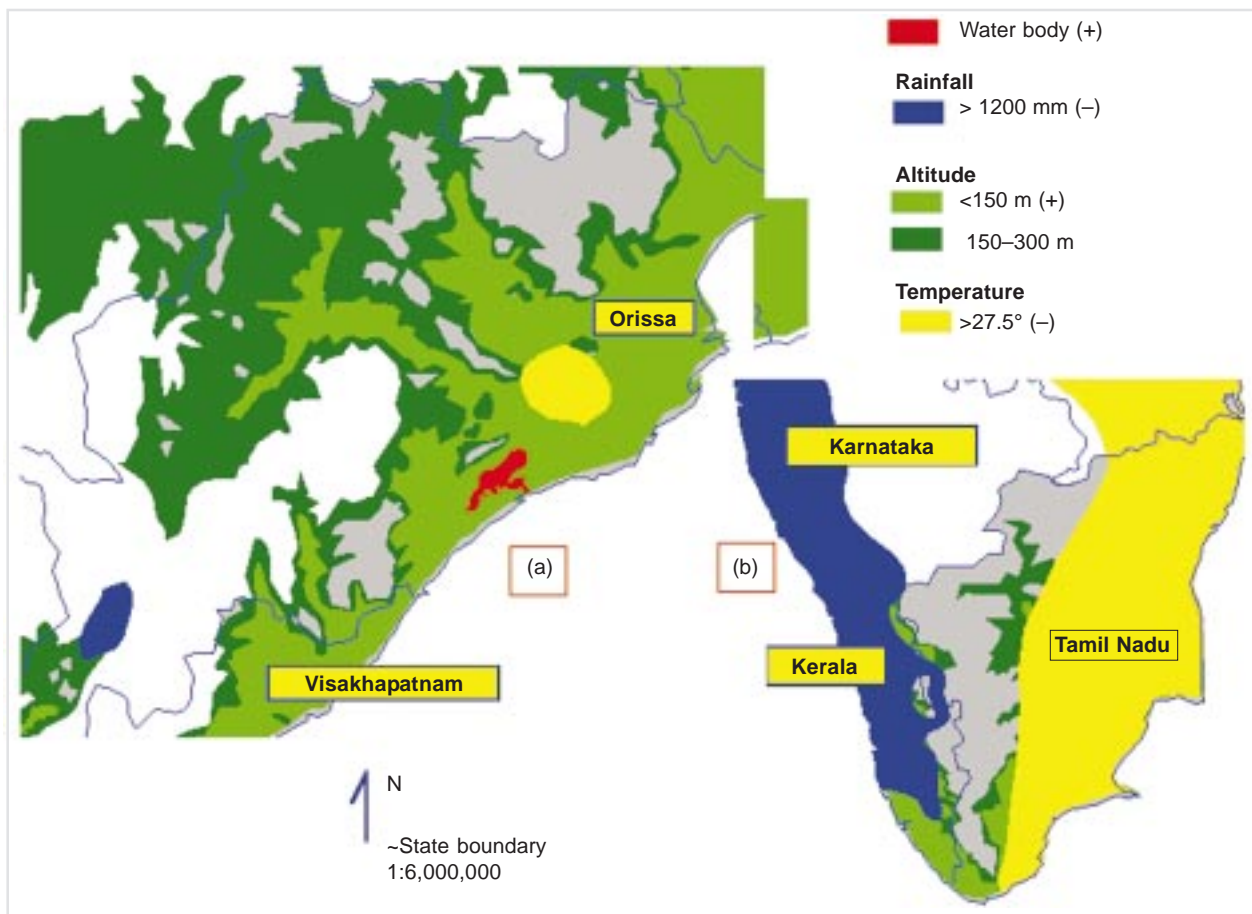 Water body (+)
Rainfall
> 1200 mm (–)
Altitude
<150 m (+)
150–300 m
Temperature
>27.5° (–)
Orissa
Karnataka
(a)
(b)
Kerala
Tamil Nadu
Visakhapatnam
N
~State boundary
1:6,000,000